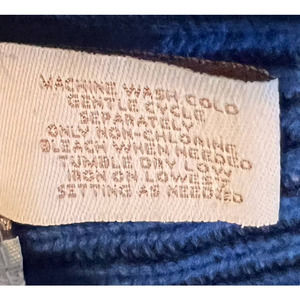 MACHINE WASH COLD
GENTLE CYCLE
SEPARATELY
ONLY NON-CHLORINE
BLEACH WHEN NEEDED
TUMBLE DRY LOW
IRON ON LOWEST
SETTING AS NEEDED